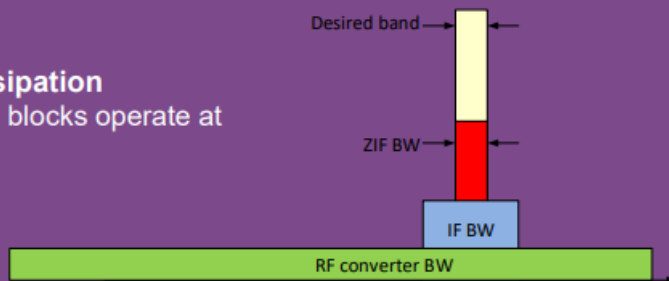 Desired band
sipation
blocks operate at
ZIF BW
IF BW
RF converter BW